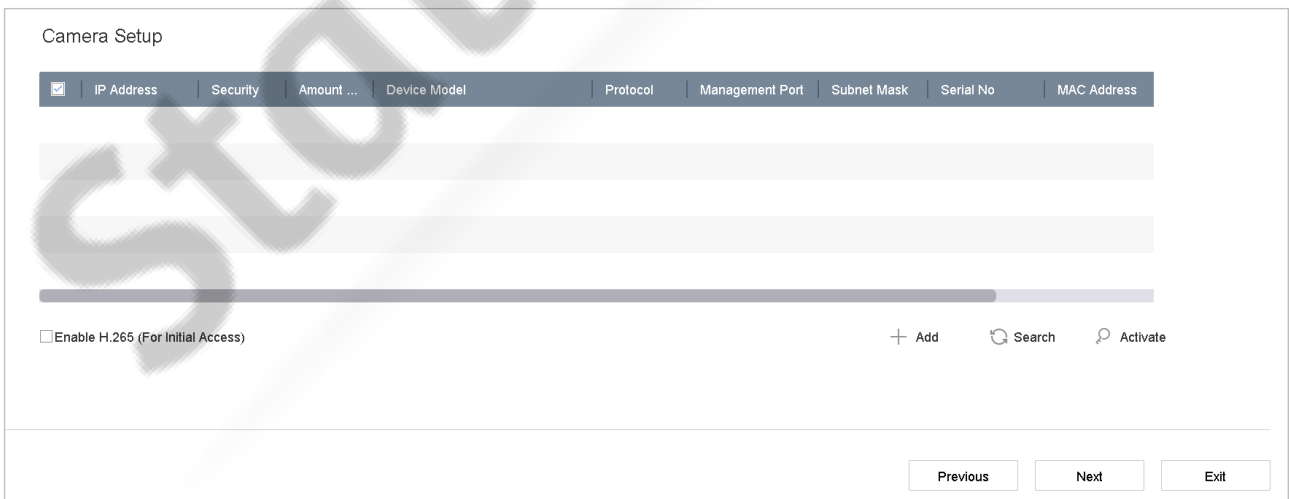 Camera Setup
IP Address Security Amount ... Device Model Protocol Management Port Subnet Mask Serial No MAC Address
Enable H.265 (For Initial Access) Add Search Activate
Previous Next Exit